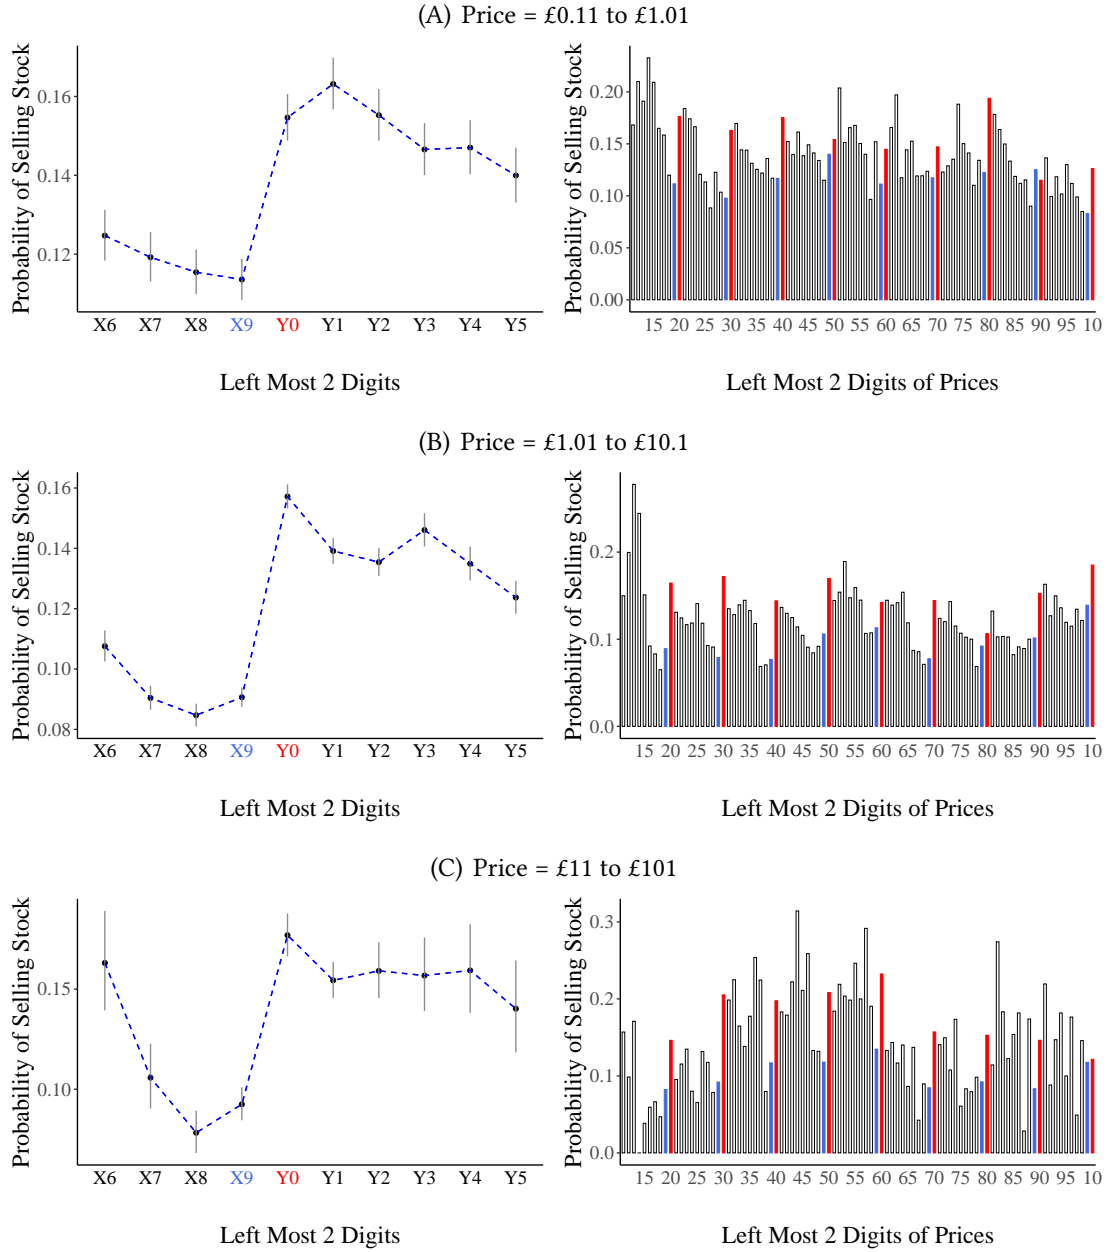 (A) Price = £0.11 to £1.01
Probability of Selling Stock
0.16
0.14
0.12
X6 X7 X8 X9 Y0 Y1 Y2 Y3 Y4 Y5
Left Most 2 Digits
Probability of Selling Stock
0.20
0.15
0.10
0.05
0.00
15 20 25 30 35 40 45 50 55 60 65 70 75 80 85 90 95 10
Left Most 2 Digits of Prices
(B) Price = £1.01 to £10.1
Probability of Selling Stock
0.16
0.14
0.12
0.10
0.08
X6 X7 X8 X9 Y0 Y1 Y2 Y3 Y4 Y5
Left Most 2 Digits
Probability of Selling Stock
0.2
0.1
0.0
15 20 25 30 35 40 45 50 55 60 65 70 75 80 85 90 95 10
Left Most 2 Digits of Prices
(C) Price = £11 to £101
Probability of Selling Stock
0.15
0.10
X6 X7 X8 X9 Y0 Y1 Y2 Y3 Y4 Y5
Left Most 2 Digits
Probability of Selling Stock
0.3
0.2
0.1
0.0
15 20 25 30 35 40 45 50 55 60 65 70 75 80 85 90 95 10
Left Most 2 Digits of Prices